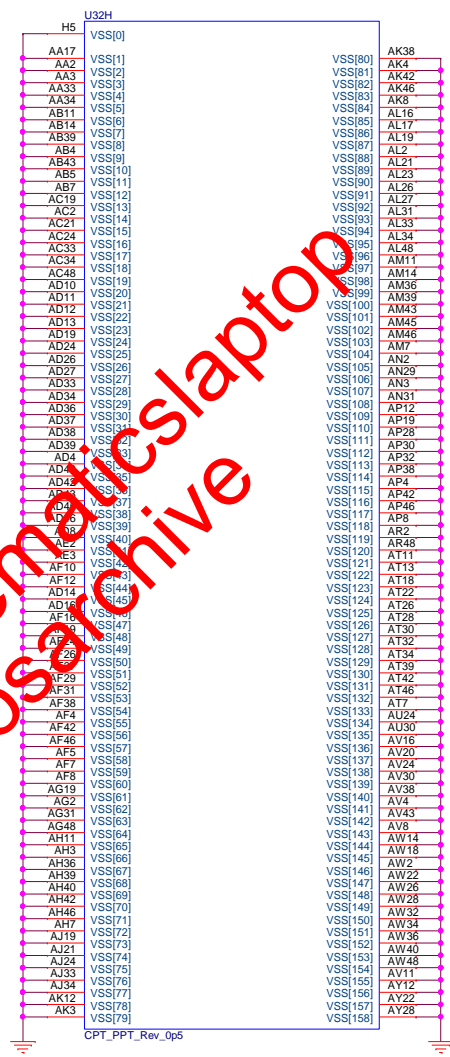 U32H
H5 VSS[0]
AA17 VSS[1] VSS[80] AK38
AA2 VSS[2] VSS[81] AK4
AA3 VSS[3] VSS[82] AK42
AA33 VSS[4] VSS[83] AK46
AA34 VSS[5] VSS[84] AK8
AB11 VSS[6] VSS[85] AL16
AB14 VSS[7] VSS[86] AL17
AB39 VSS[8] VSS[87] AL19
AB4 VSS[9] VSS[88] AL2
AB43 VSS[10] VSS[89] AL21
AB5 VSS[11] VSS[90] AL23
AB7 VSS[12] VSS[91] AL26
AC19 VSS[13] VSS[92] AL27
AC2 VSS[14] VSS[93] AL31
AC21 VSS[15] VSS[94] AL33
AC24 VSS[16] VSS[95] AL34
AC33 VSS[17] VSS[96] AL48
AC34 VSS[18] VSS[97] AM11
AC48 VSS[19] VSS[98] AM14
AD10 VSS[20] VSS[99] AM36
AD11 VSS[21] VSS[100] AM39
AD12 VSS[22] VSS[101] AM43
AD13 VSS[23] VSS[102] AM45
AD19 VSS[24] VSS[103] AM46
AD24 VSS[25] VSS[104] AM7
AD26 VSS[26] VSS[105] AN2
AD27 VSS[27] VSS[106] AN29
AD33 VSS[28] VSS[107] AN3
AD34 VSS[29] VSS[108] AN31
AD36 VSS[30] VSS[109] AP12
AD37 VSS[31] VSS[110] AP19
AD38 VSS[111] AP28
AD39 VSS[112] AP30
AD4 VSS[113] AP32
VSS[114] AP38
AD42 VSS[115] AP4
VSS[116] AP42
VSS[38] VSS[117] AP46
VSS[39] VSS[118] AP8
AD8 VSS[40] VSS[119] AR2
AE2 VSS[120] AR48
AE3 VSS[121] AT11
AF10 VSS[43] VSS[122] AT13
AF12 VSS[44] VSS[123] AT18
AD14 VSS[45] VSS[124] AT22
AD16 VSS[125] AT26
VSS[47] VSS[126] AT28
VSS[48] VSS[127] AT30
VSS[49] VSS[128] AT32
AF26 VSS[50] VSS[129] AT34
VSS[51] VSS[130] AT39
AF29 VSS[52] VSS[131] AT42
AF31 VSS[53] VSS[132] AT46
AF38 VSS[54] VSS[133] AT7
AF4 VSS[55] VSS[134] AU24
AF42 VSS[56] VSS[135] AU30
AF46 VSS[57] VSS[136] AV16
AF5 VSS[58] VSS[137] AV20
AF7 VSS[59] VSS[138] AV24
AF8 VSS[60] VSS[139] AV30
AG19 VSS[61] VSS[140] AV38
AG2 VSS[62] VSS[141] AV4
AG31 VSS[63] VSS[142] AV43
AG48 VSS[64] VSS[143] AV8
AH11 VSS[65] VSS[144] AW14
AH3 VSS[66] VSS[145] AW18
AH36 VSS[67] VSS[146] AW2
AH39 VSS[68] VSS[147] AW22
AH40 VSS[69] VSS[148] AW26
AH42 VSS[70] VSS[149] AW28
AH46 VSS[71] VSS[150] AW32
AH7 VSS[72] VSS[151] AW34
AJ19 VSS[73] VSS[152] AW36
AJ21 VSS[74] VSS[153] AW40
AJ24 VSS[75] VSS[154] AW48
AJ33 VSS[76] VSS[155] AV11
AJ34 VSS[77] VSS[156] AY12
AK12 VSS[78] VSS[157] AY22
AK3 VSS[79] VSS[158] AY28
CPT_PPT_Rev_0p5
ematicslaptop
osarchive